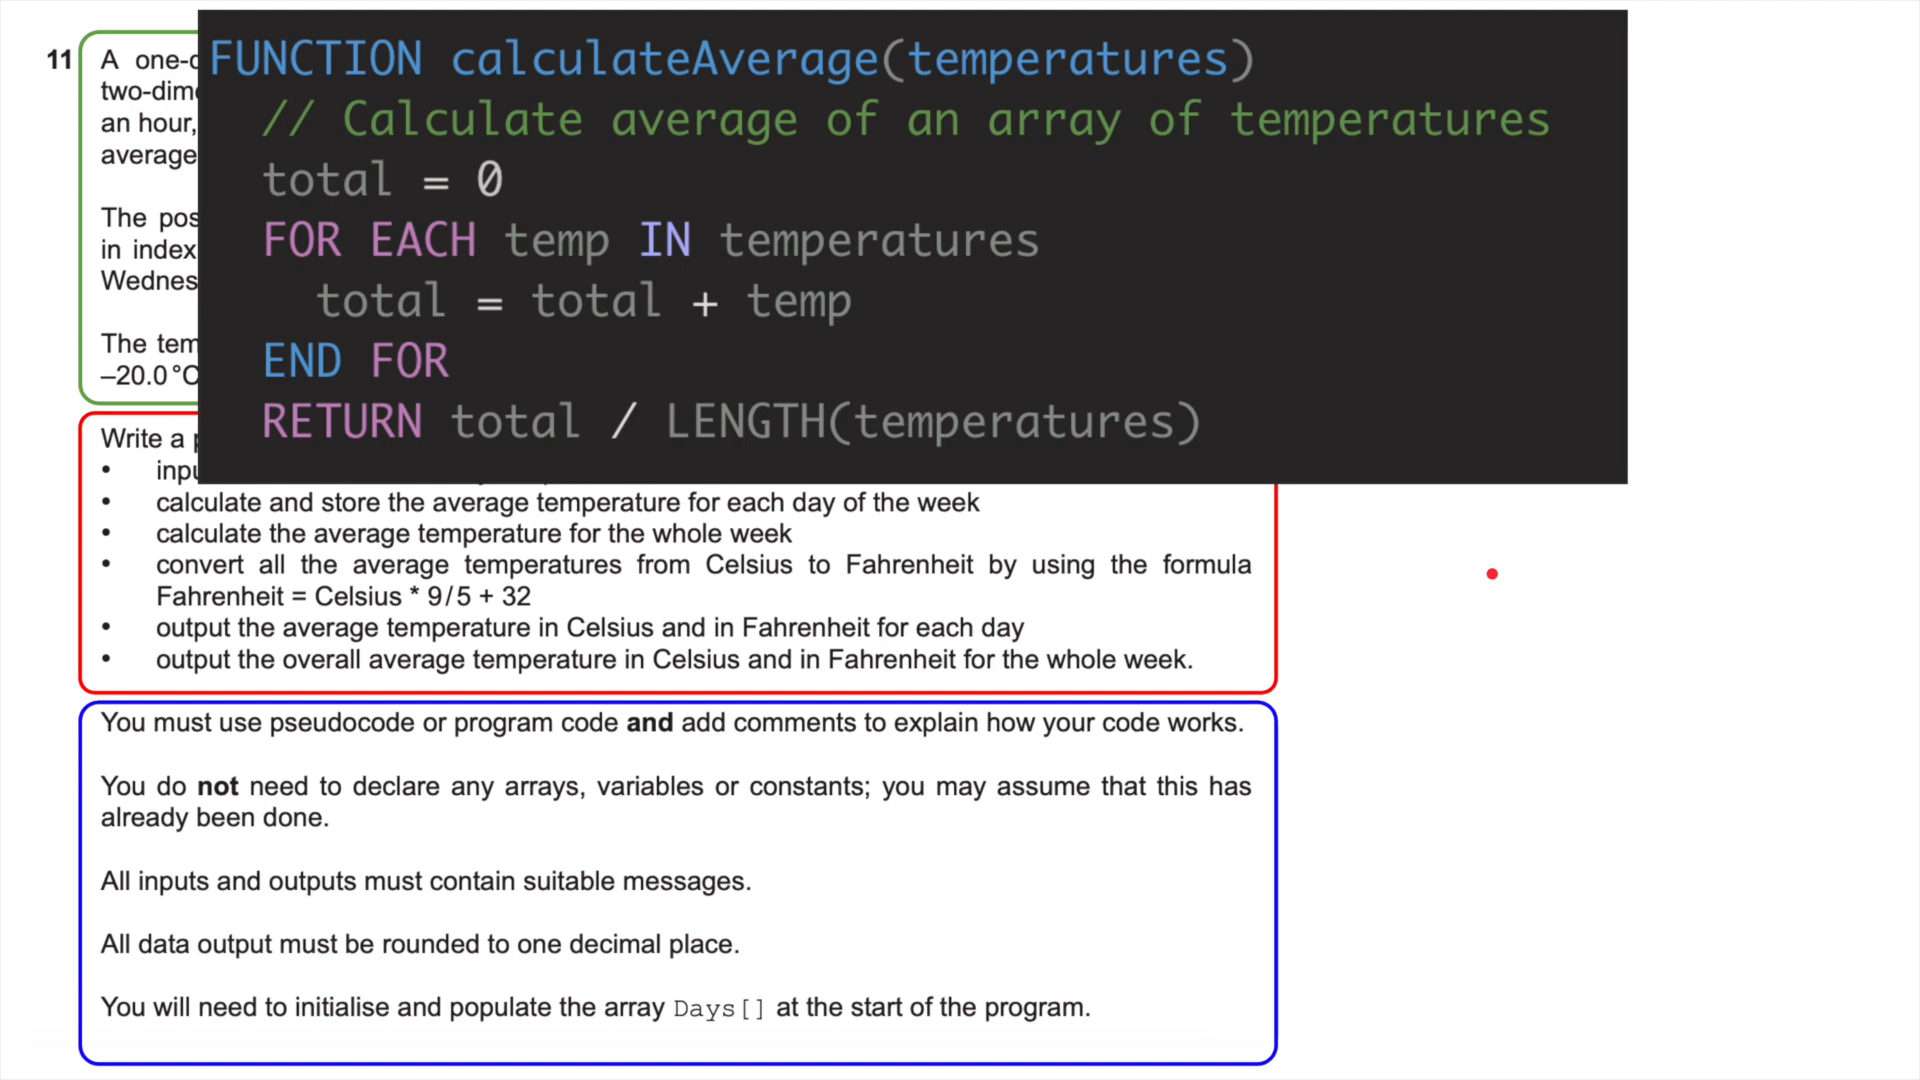 11 A one-
two-dim
an hour,
average
The pos
in index
Wednes
The tem
–20.0 °C
FUNCTION calculateAverage(temperatures)
// Calculate average of an array of temperatures
total = 0
FOR EACH temp IN temperatures
total = total + temp
END FOR
RETURN total / LENGTH(temperatures)
Write a
• inpu
• calculate and store the average temperature for each day of the week
• calculate the average temperature for the whole week
• convert all the average temperatures from Celsius to Fahrenheit by using the formula
Fahrenheit = Celsius * 9/5 + 32
• output the average temperature in Celsius and in Fahrenheit for each day
• output the overall average temperature in Celsius and in Fahrenheit for the whole week.
You must use pseudocode or program code and add comments to explain how your code works.
You do not need to declare any arrays, variables or constants; you may assume that this has
already been done.
All inputs and outputs must contain suitable messages.
All data output must be rounded to one decimal place.
You will need to initialise and populate the array Days[] at the start of the program.